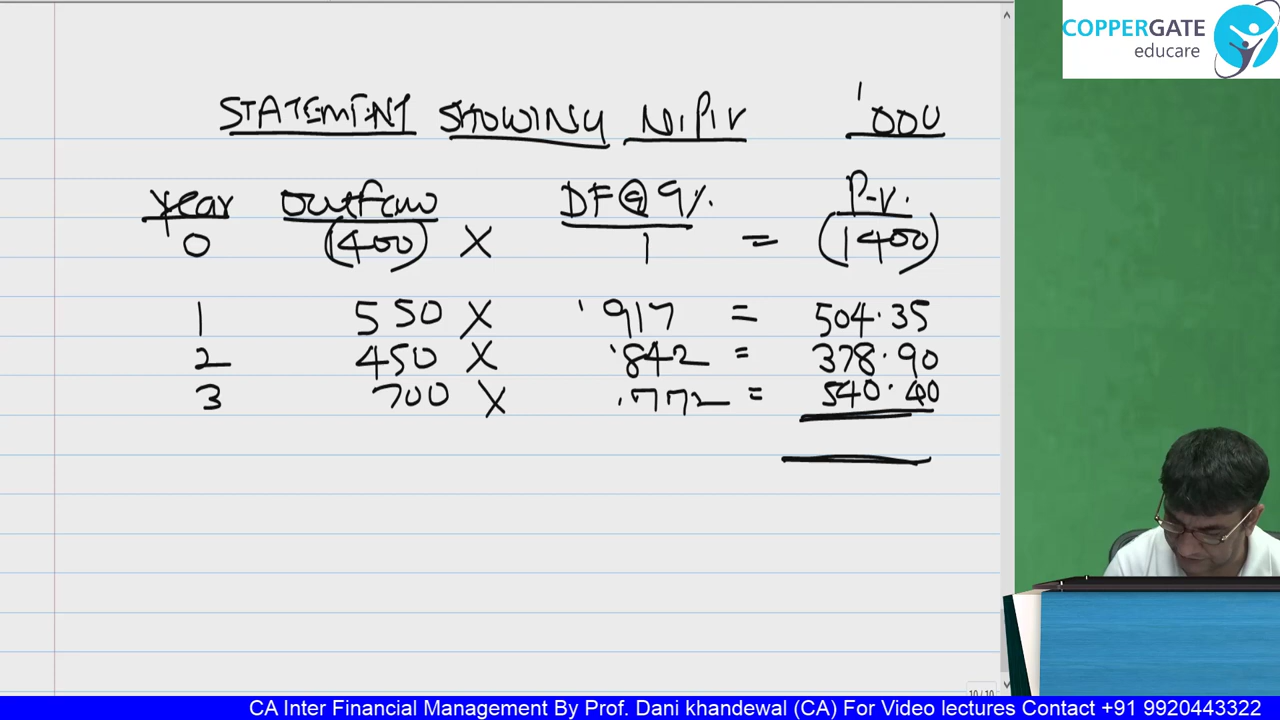 COPPERGATE
educare
STATEMENT SHOWING N.P.V '000
Year Outflow DF@9% P.V.
0 (1400) X 1 = (1400)
1 550 X .917 = 504.35
2 450 X .842 = 378.90
3 700 X .772 = 540.40
10/10
CA Inter Financial Management By Prof. Dani khandewal (CA) For Video lectures Contact +91 9920443322